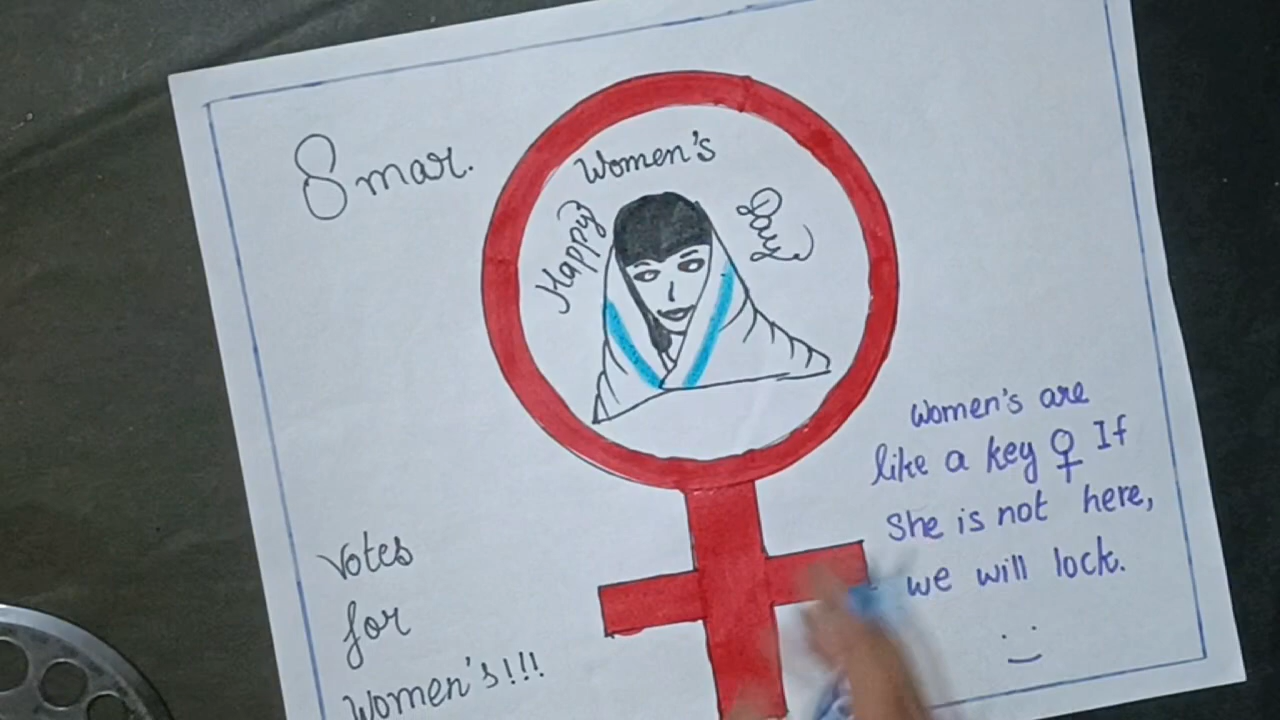 8 mar.
Happy
Women's
Day
Women's are
like a key ♀ If
She is not here,
we will lock.
Votes
for
Women's!!!